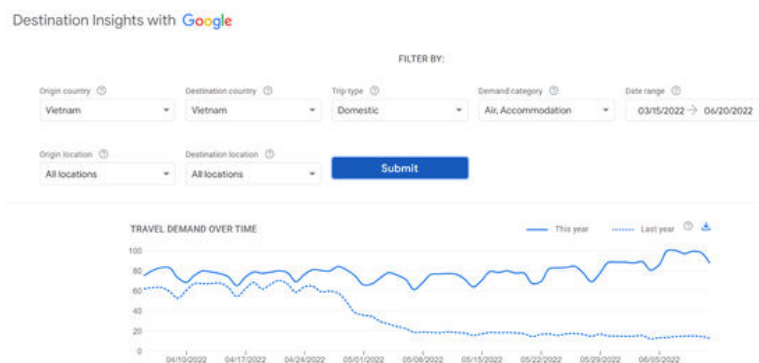 Destination Insights with Google
FILTER BY:
Origin country
Destination country
Trip type
Demand category
Date range
Vietnam
Vietnam
Domestic
Air, Accommodation
03/15/2022 → 06/20/2022
Origin location
Destination location
All locations
All locations
Submit
TRAVEL DEMAND OVER TIME
This year
Last year
100
80
60
40
20
0
04/10/2022 04/17/2022 04/24/2022 05/01/2022 05/08/2022 05/15/2022 05/22/2022 05/29/2022 06/05/2022